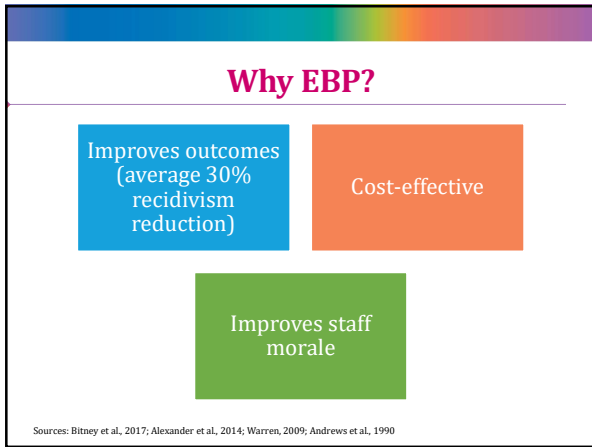 Why EBP?
Improves outcomes
(average 30%
recidivism
reduction)
Cost-effective
Improves staff
morale
Sources: Bitney et al., 2017; Alexander et al., 2014; Warren, 2009; Andrews et al., 1990